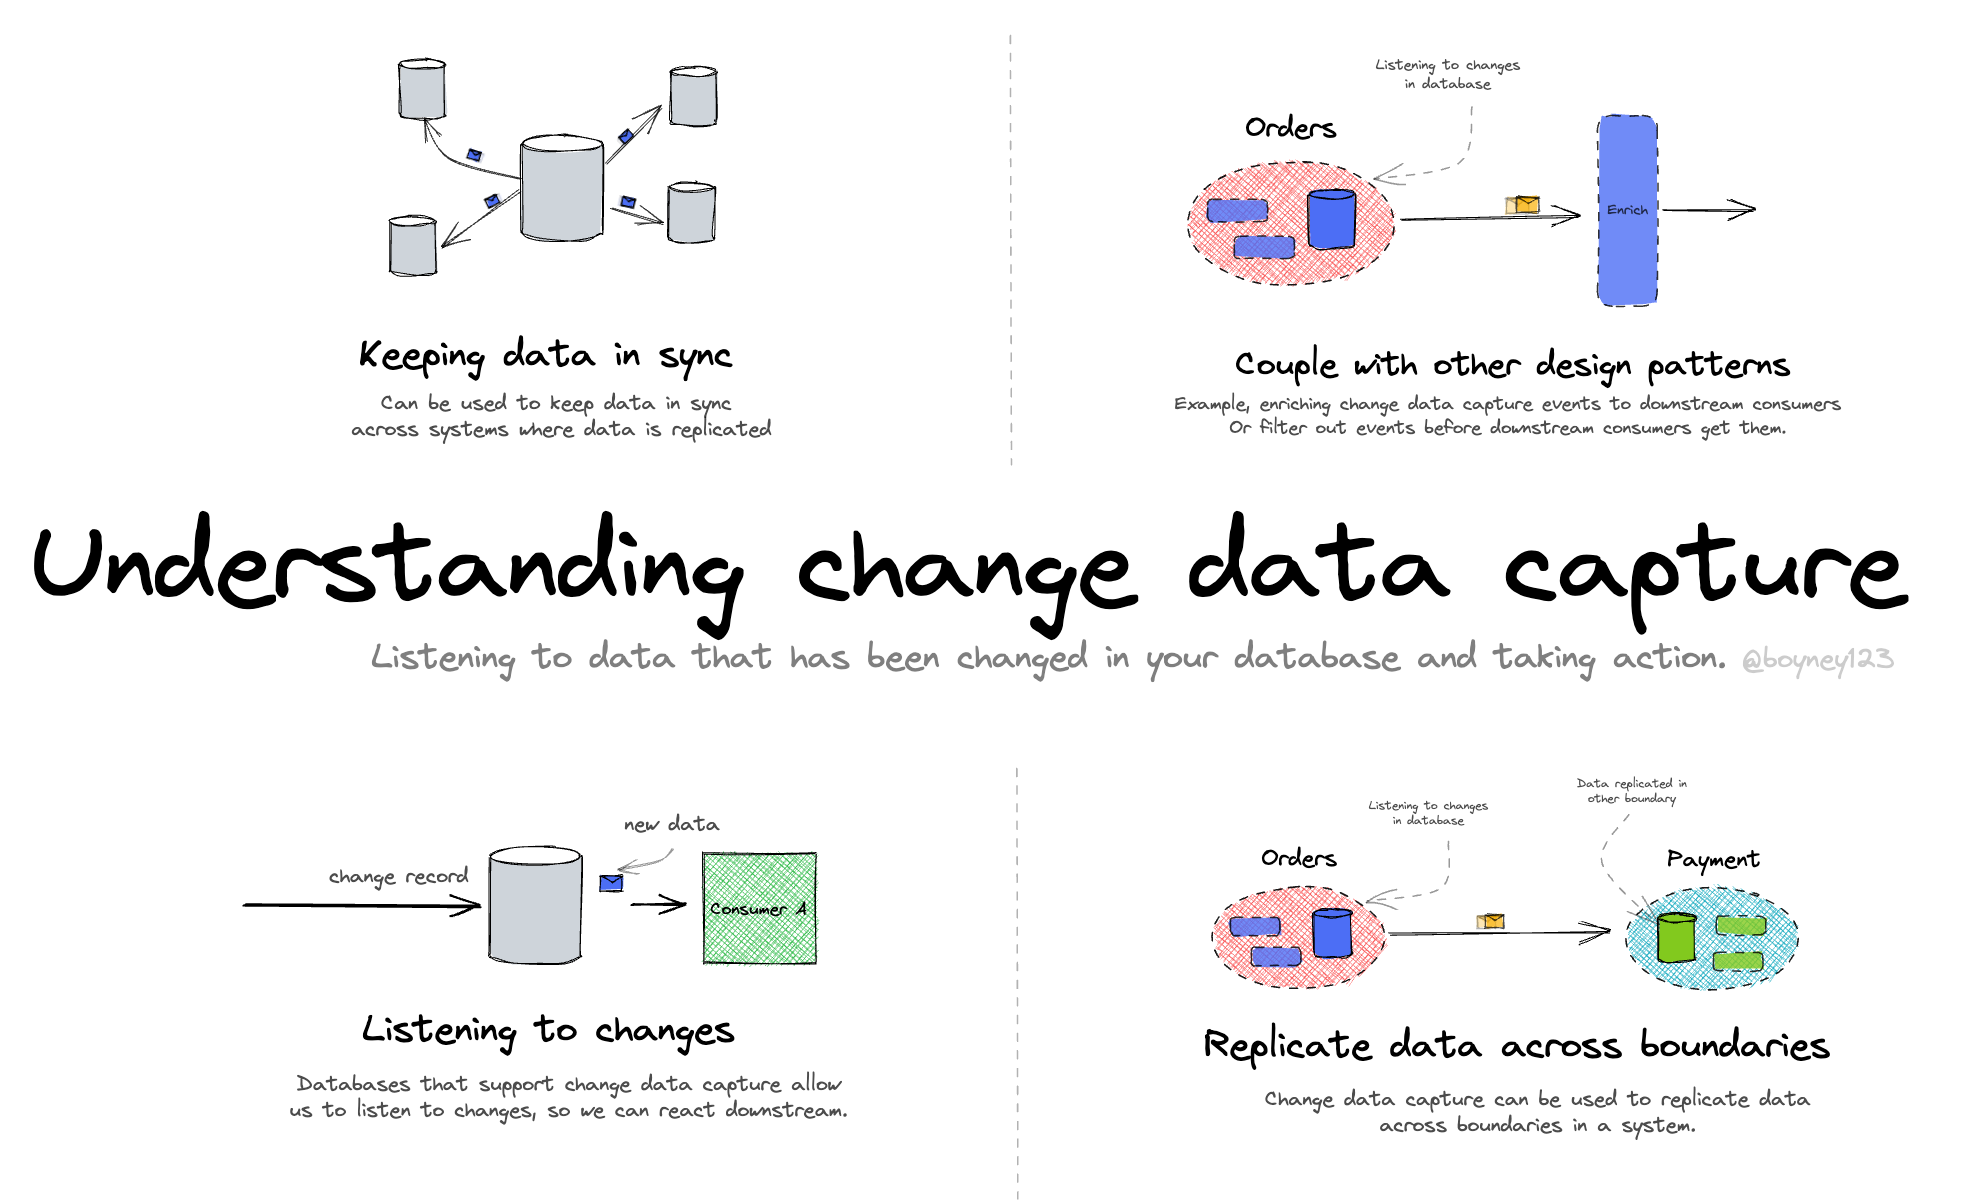 Keeping data in sync
Can be used to keep data in sync
across systems where data is replicated
Listening to changes
in database
Orders
Enrich
Couple with other design patterns
Example, enriching change data capture events to downstream consumers
Or filter out events before downstream consumers get them.
Understanding change data capture
Listening to data that has been changed in your database and taking action. @boyney123
new data
change record
Consumer A
Listening to changes
Databases that support change data capture allow
us to listen to changes, so we can react downstream.
Data replicated in
other boundary
Listening to changes
in database
Orders
Payment
Replicate data across boundaries
Change data capture can be used to replicate data
across boundaries in a system.